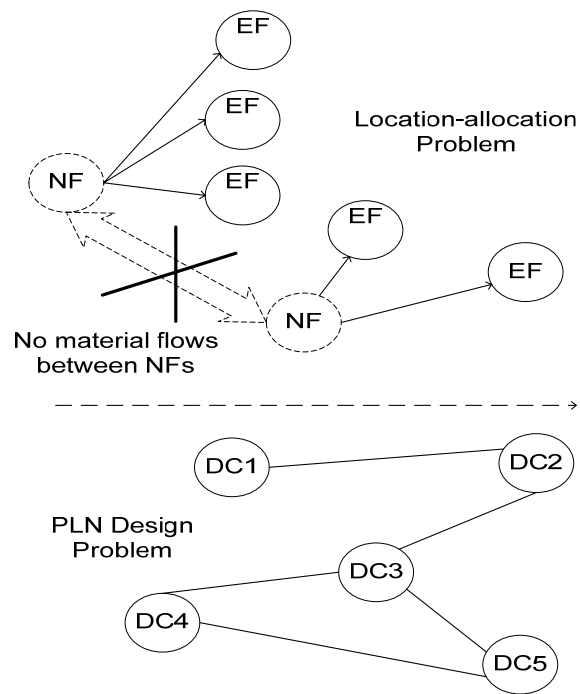 EF
EF
Location-allocation
Problem
NF
EF
EF
EF
NF
No material flows
between NFs
DC1
DC2
PLN Design
Problem
DC3
DC4
DC5